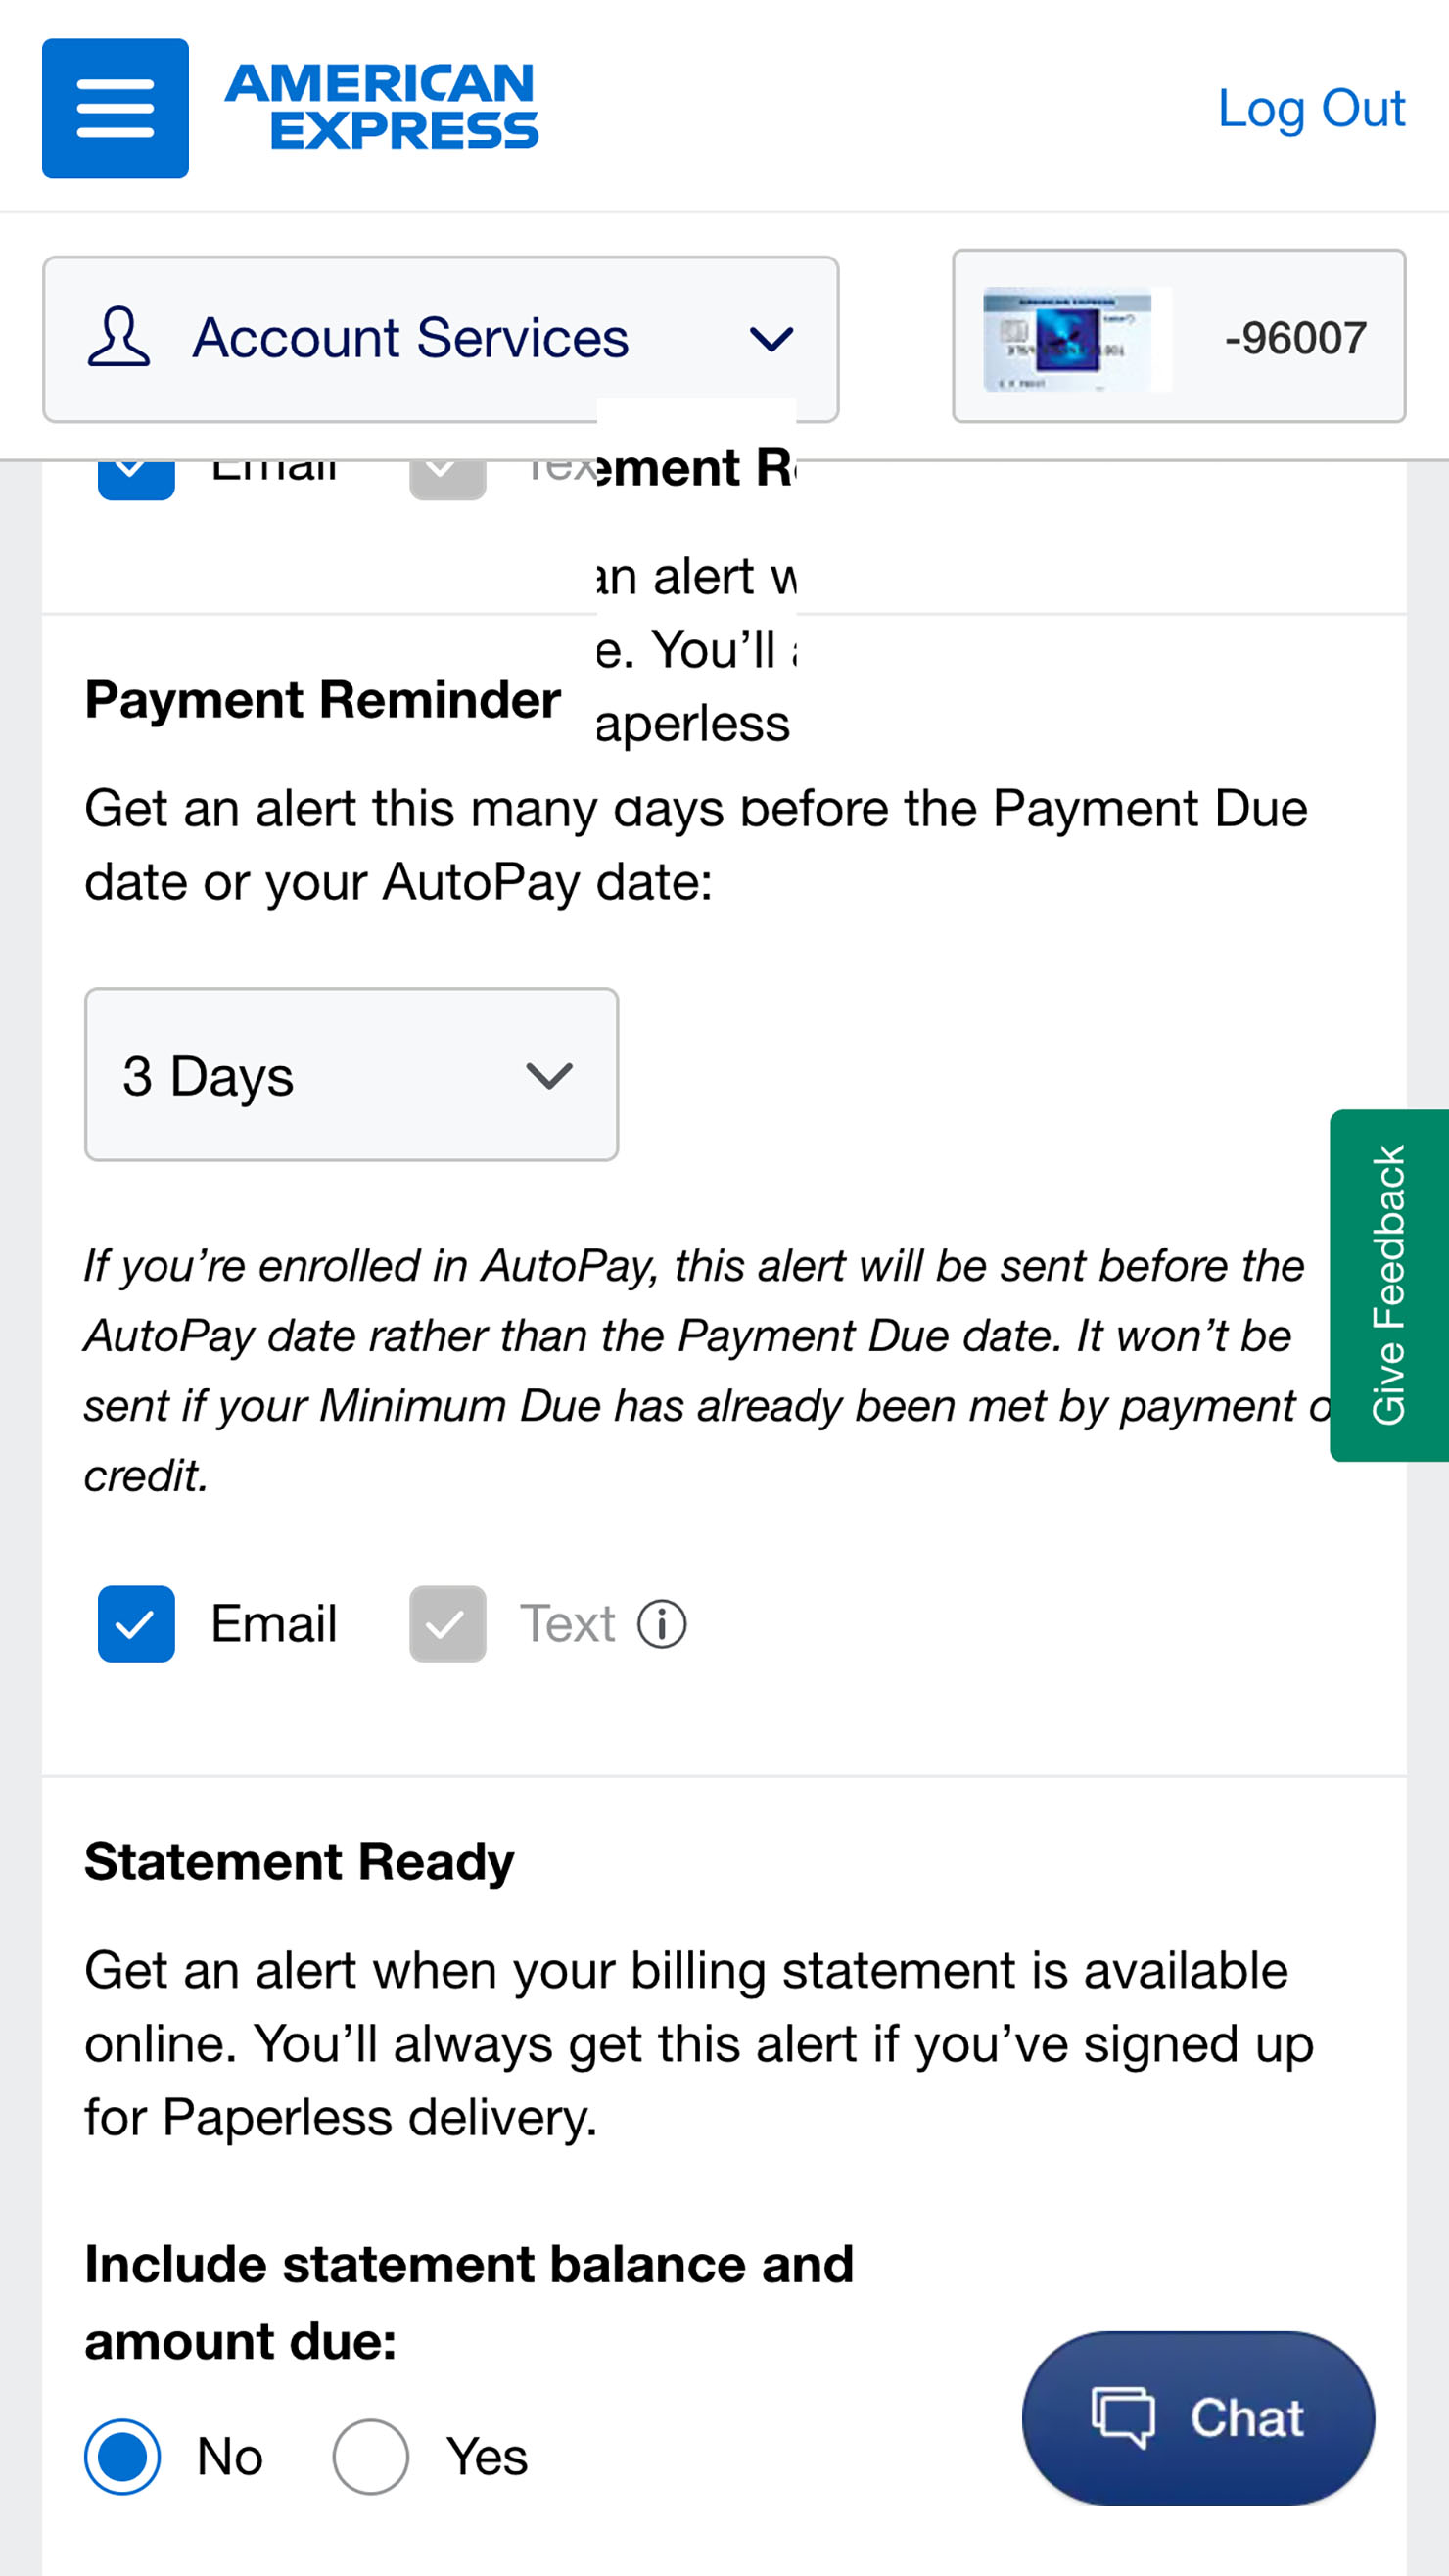 AMERICAN
EXPRESS
Log Out
Account Services
-96007
Email
ement R
an alert w
e. You’ll
aperless
Payment Reminder
Get an alert this many days before the Payment Due
date or your AutoPay date:
3 Days
If you’re enrolled in AutoPay, this alert will be sent before the
AutoPay date rather than the Payment Due date. It won’t be
sent if your Minimum Due has already been met by payment o
credit.
Give Feedback
Email
Text
Statement Ready
Get an alert when your billing statement is available
online. You’ll always get this alert if you’ve signed up
for Paperless delivery.
Include statement balance and
amount due:
No
Yes
Chat